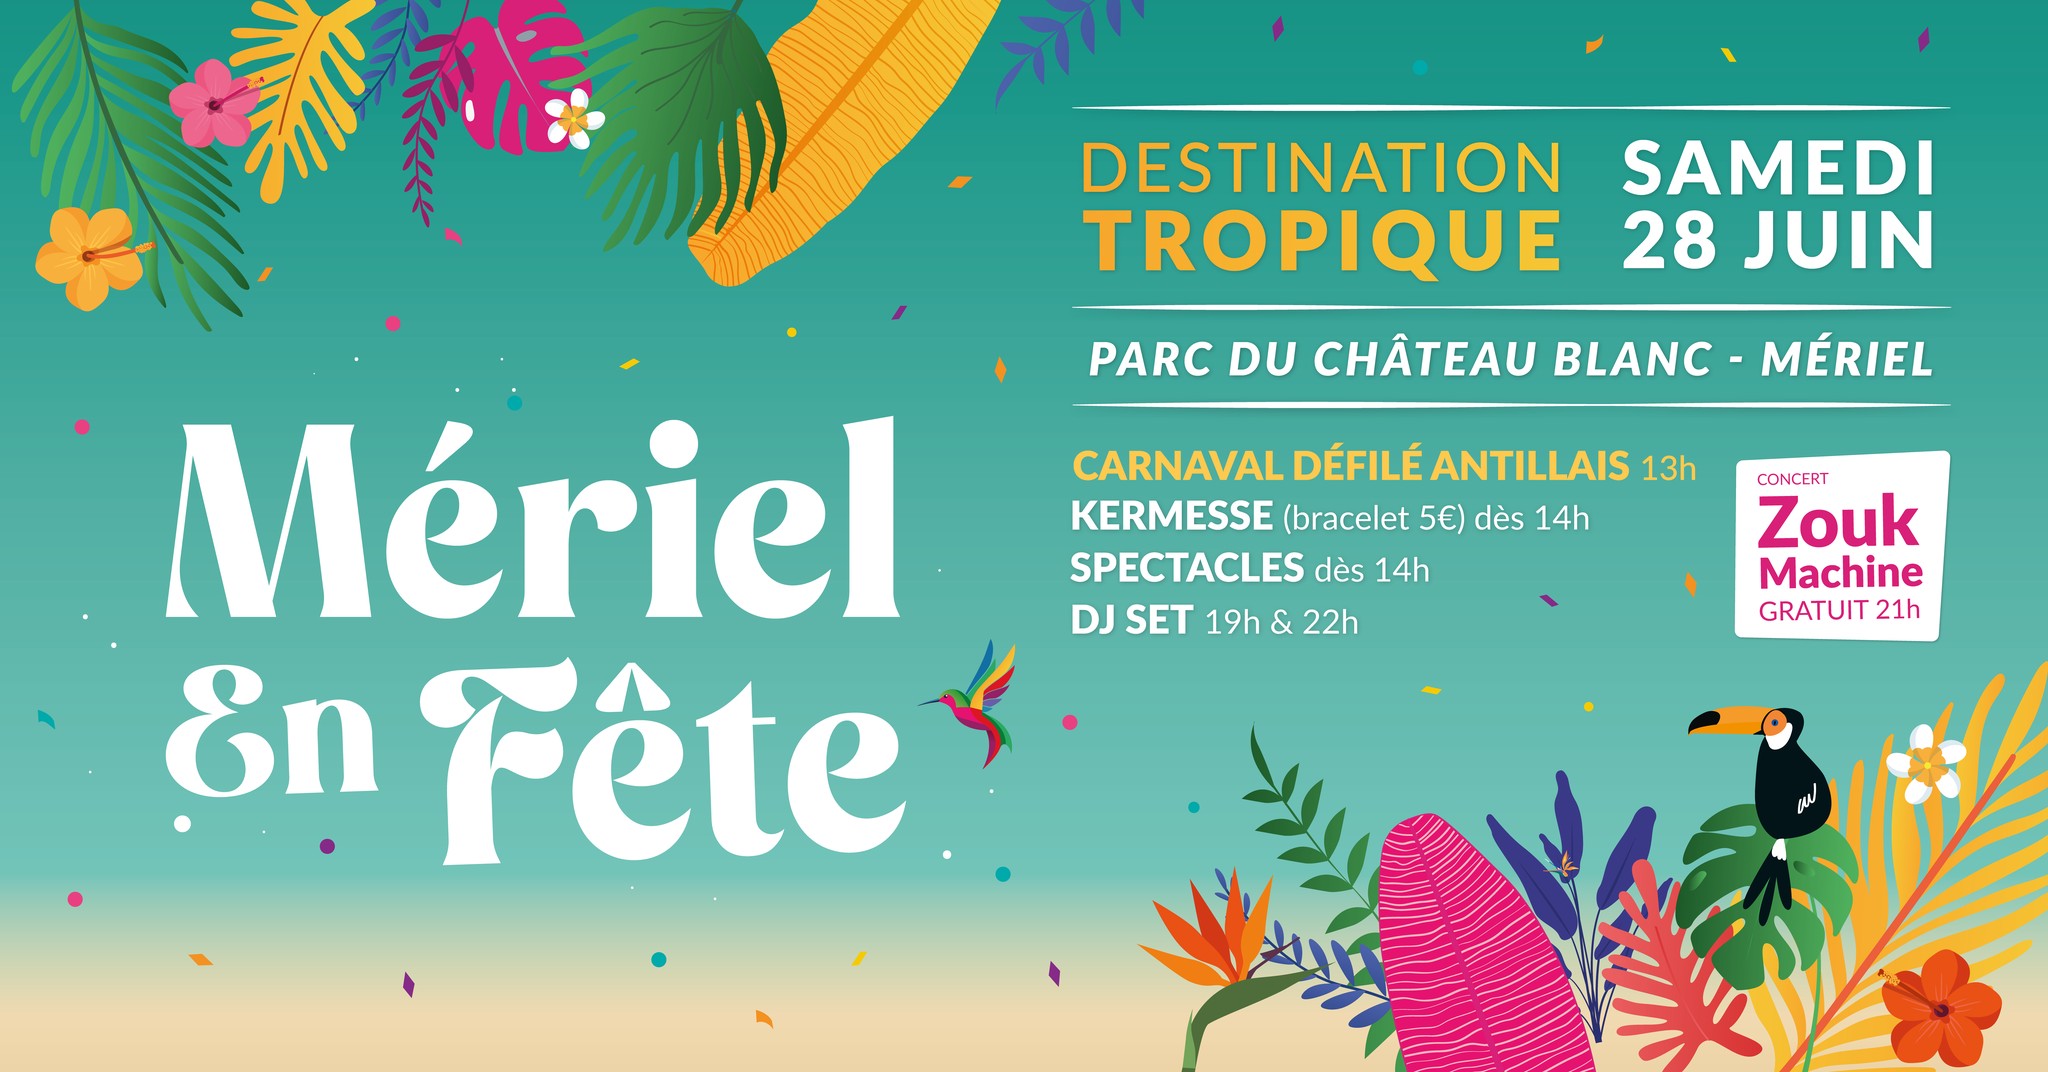 Mériel
En Fête
DESTINATION
TROPIQUE
SAMEDI
28 JUIN
PARC DU CHÂTEAU BLANC - MÉRIEL
CARNAVAL DÉFILÉ ANTILLAIS 13h
KERMESSE (bracelet 5€) dès 14h
SPECTACLES dès 14h
DJ SET 19h & 22h
CONCERT
Zouk
Machine
GRATUIT 21h